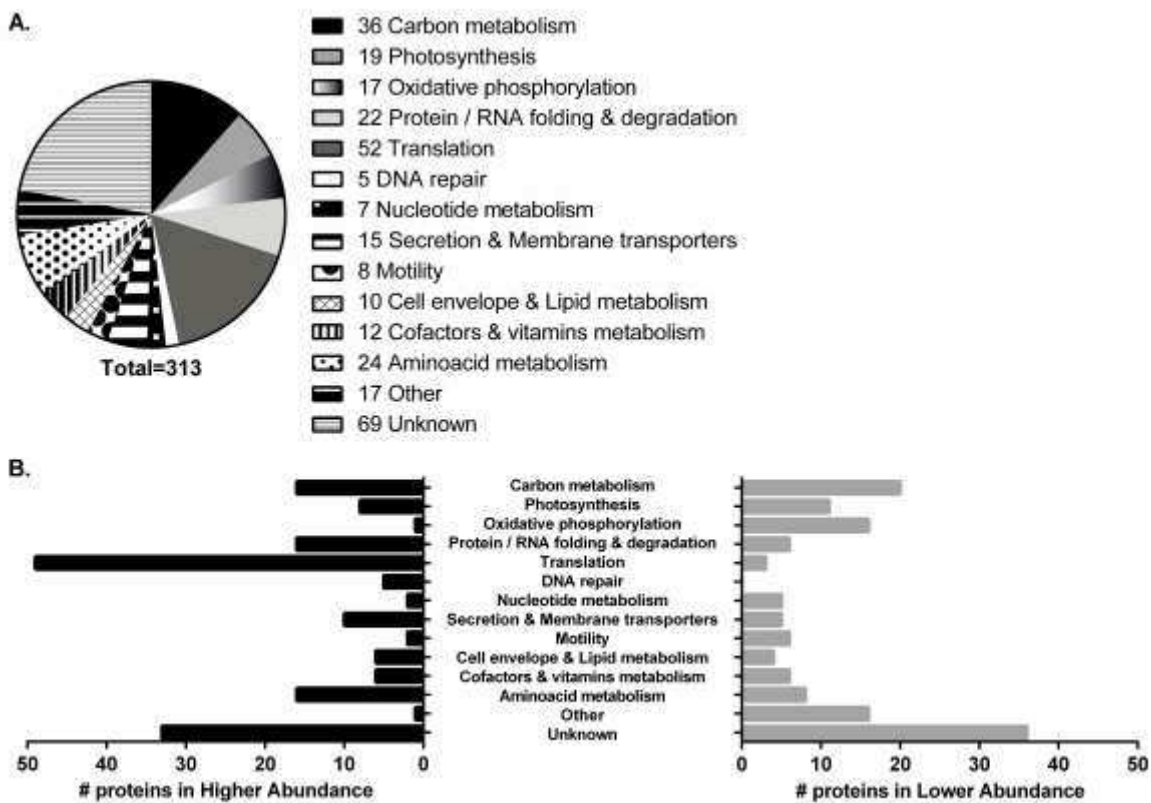 A.
36 Carbon metabolism
19 Photosynthesis
17 Oxidative phosphorylation
22 Protein / RNA folding & degradation
52 Translation
5 DNA repair
7 Nucleotide metabolism
15 Secretion & Membrane transporters
8 Motility
10 Cell envelope & Lipid metabolism
12 Cofactors & vitamins metabolism
24 Aminoacid metabolism
17 Other
69 Unknown
Total=313
B.
Carbon metabolism
Photosynthesis
Oxidative phosphorylation
Protein / RNA folding & degradation
Translation
DNA repair
Nucleotide metabolism
Secretion & Membrane transporters
Motility
Cell envelope & Lipid metabolism
Cofactors & vitamins metabolism
Aminoacid metabolism
Other
Unknown
50 40 30 20 10 0
# proteins in Higher Abundance
0 10 20 30 40 50
# proteins in Lower Abundance